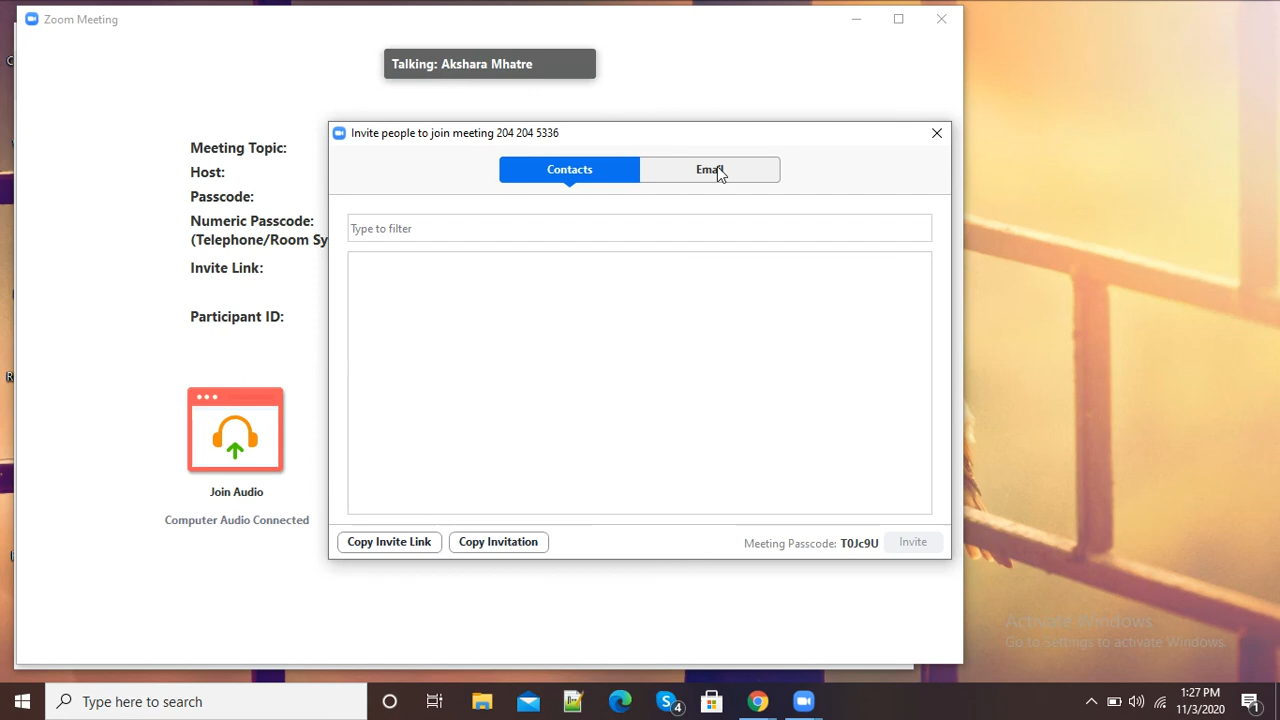 Zoom Meeting
Talking: Akshara Mhatre
Invite people to join meeting 204 204 5336
Contacts
Email
Meeting Topic:
Host:
Passcode:
Numeric Passcode:
(Telephone/Room Sy
Invite Link:
Participant ID:
Type to filter
Join Audio
Computer Audio Connected
Copy Invite Link
Copy Invitation
Meeting Passcode: T0Jc9U
Invite
Activate Windows
Go to Settings to activate Windows.
Type here to search
4
1:27 PM
11/3/2020
1